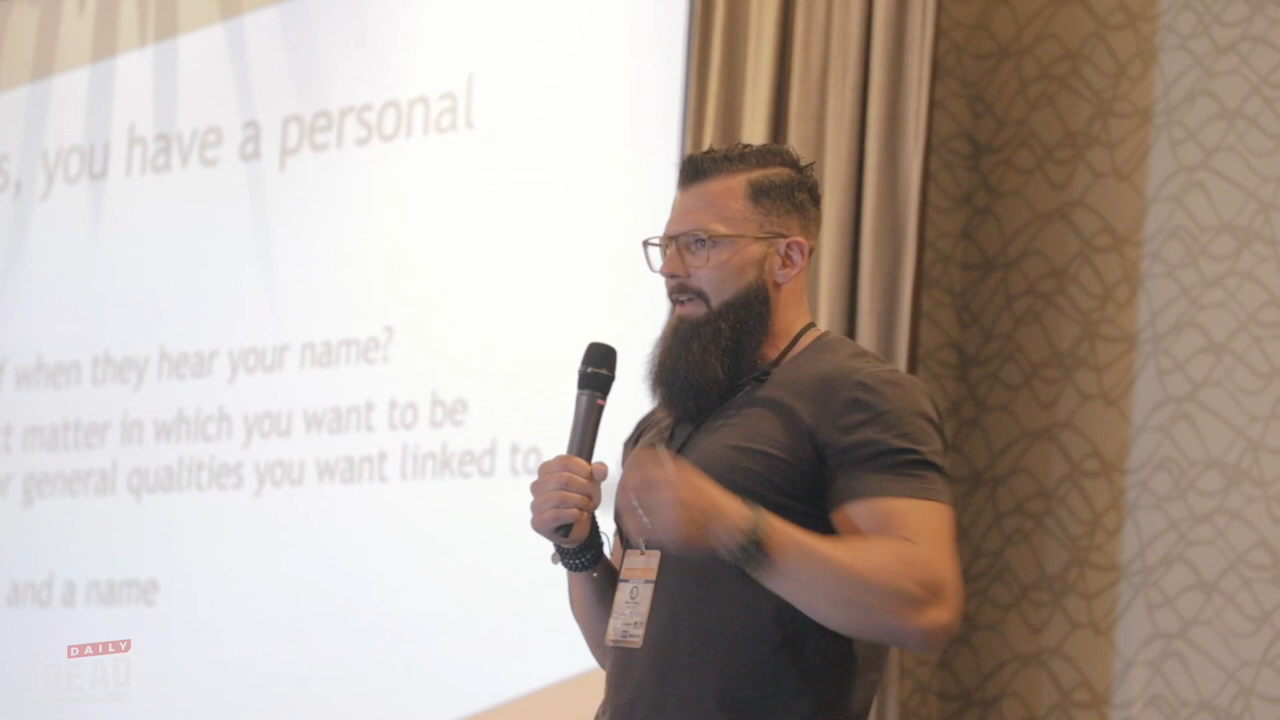 s, you have a personal
f when they hear your name?
ct matter in which you want to be
r general qualities you want linked to
and a name
DAILY